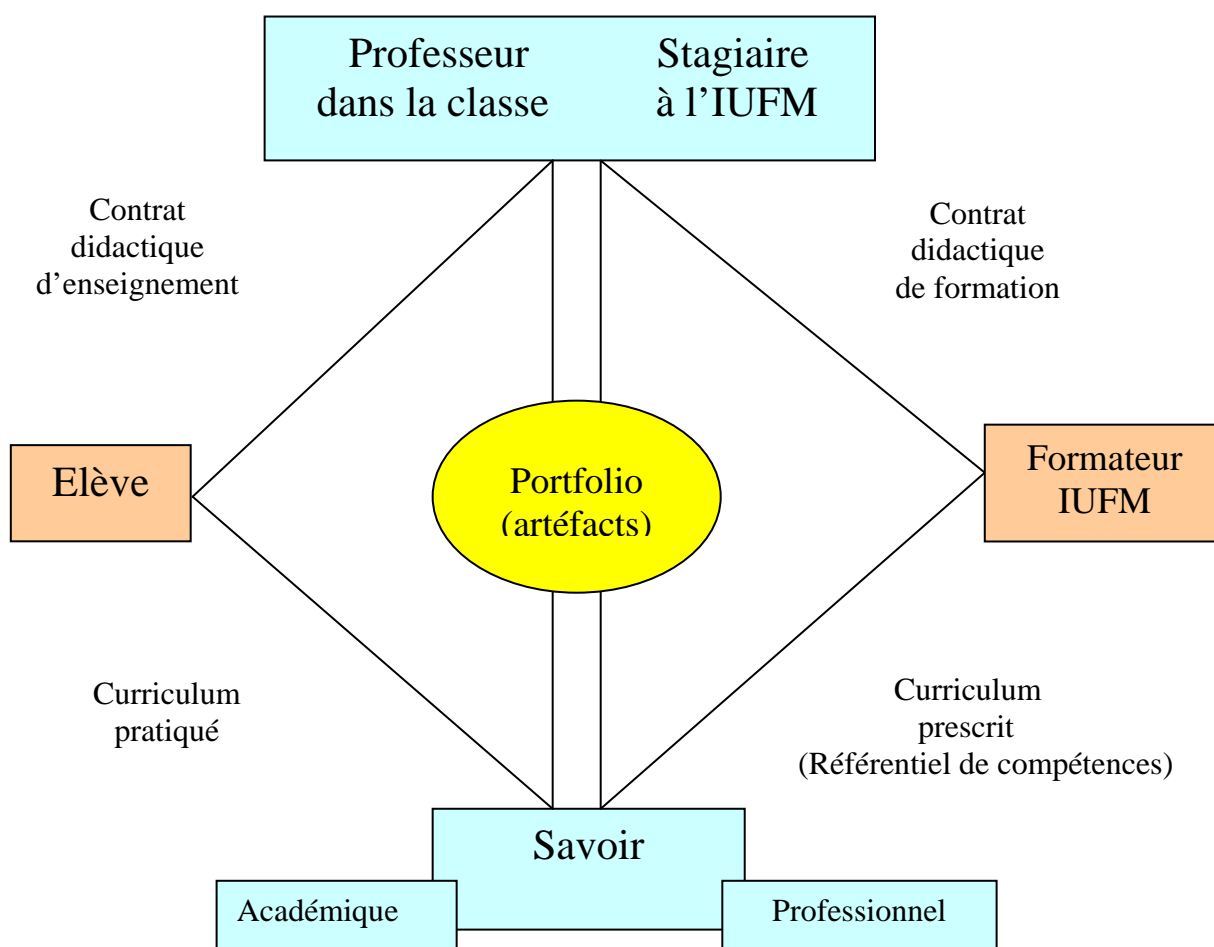 Professeur
dans la classe
Stagiaire
à l’IUFM
Contrat
didactique
d’enseignement
Contrat
didactique
de formation
Elève
Portfolio
(artéfacts)
Formateur
IUFM
Curriculum
pratiqué
Curriculum
prescrit
(Référentiel de compétences)
Savoir
Académique
Professionnel